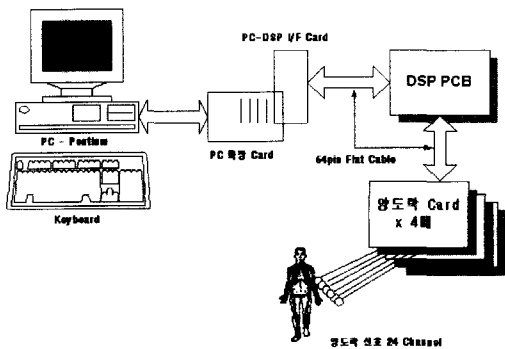 PC-DSP I/F Card
DSP PCB
PC - Pentium
PC 확장 Card
64pin Flat Cable
Keyboard
양도락 Card
x 4매
양도락 신호 24 Channel